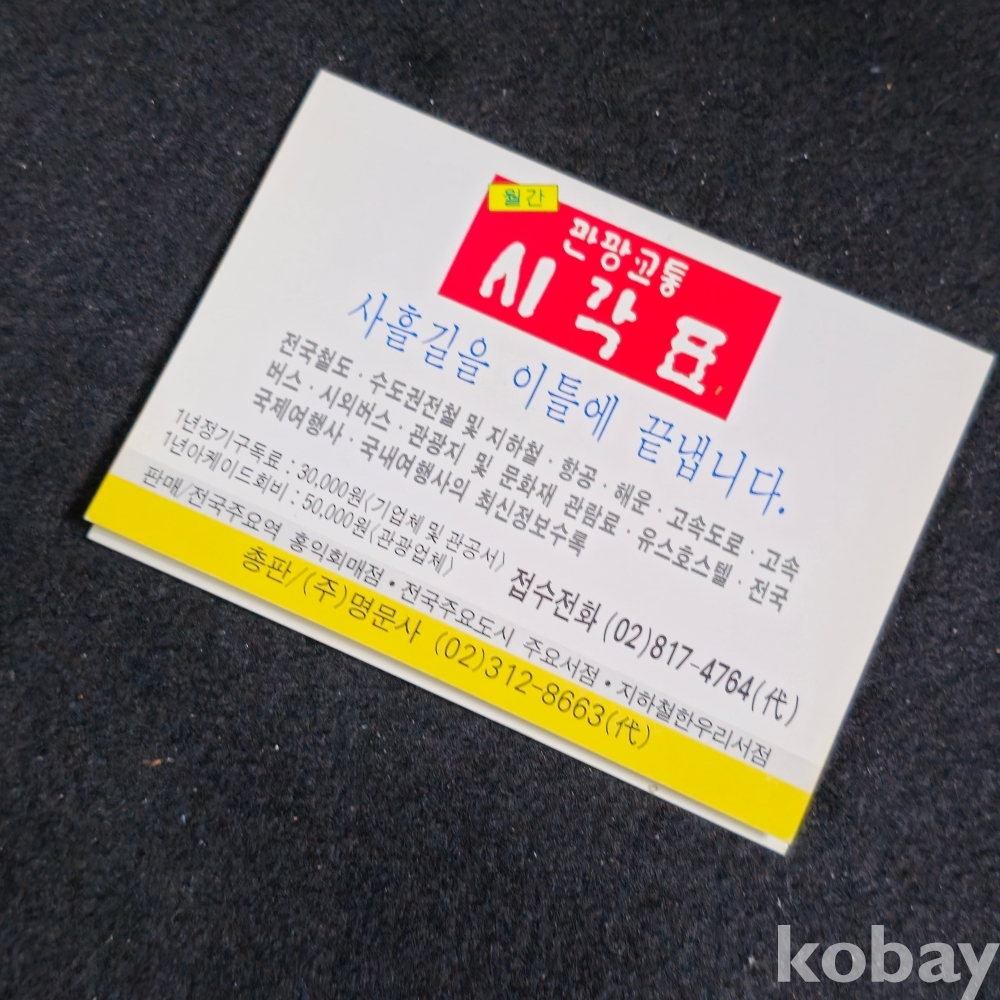 월간
관광교통
시각표
사흘길을 이틀에 끝냅니다.
전국철도·수도권전철 및 지하철·항공·해운·고속도로·고속
버스·시외버스·관광지 및 문화재 관람료·유스호스텔·전국
국제여행사·국내여행사의 최신정보수록
1년정기구독료 : 30,000원〈기업체 및 관공서〉
1년아케이드회비 : 50,000원〈관광업체〉
접수전화 (02)817-4764(代)
판매/전국주요역 홍익회매점·전국주요도시 주요서점·지하철한우리서점
총판/(주)명문사 (02)312-8663(代)
kobay